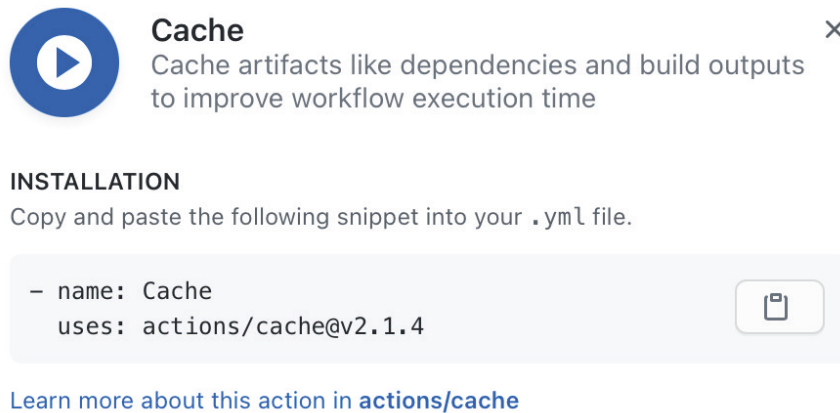 Cache
Cache artifacts like dependencies and build outputs
to improve workflow execution time
INSTALLATION
Copy and paste the following snippet into your .yml file.
- name: Cache
  uses: actions/cache@v2.1.4
Learn more about this action in actions/cache